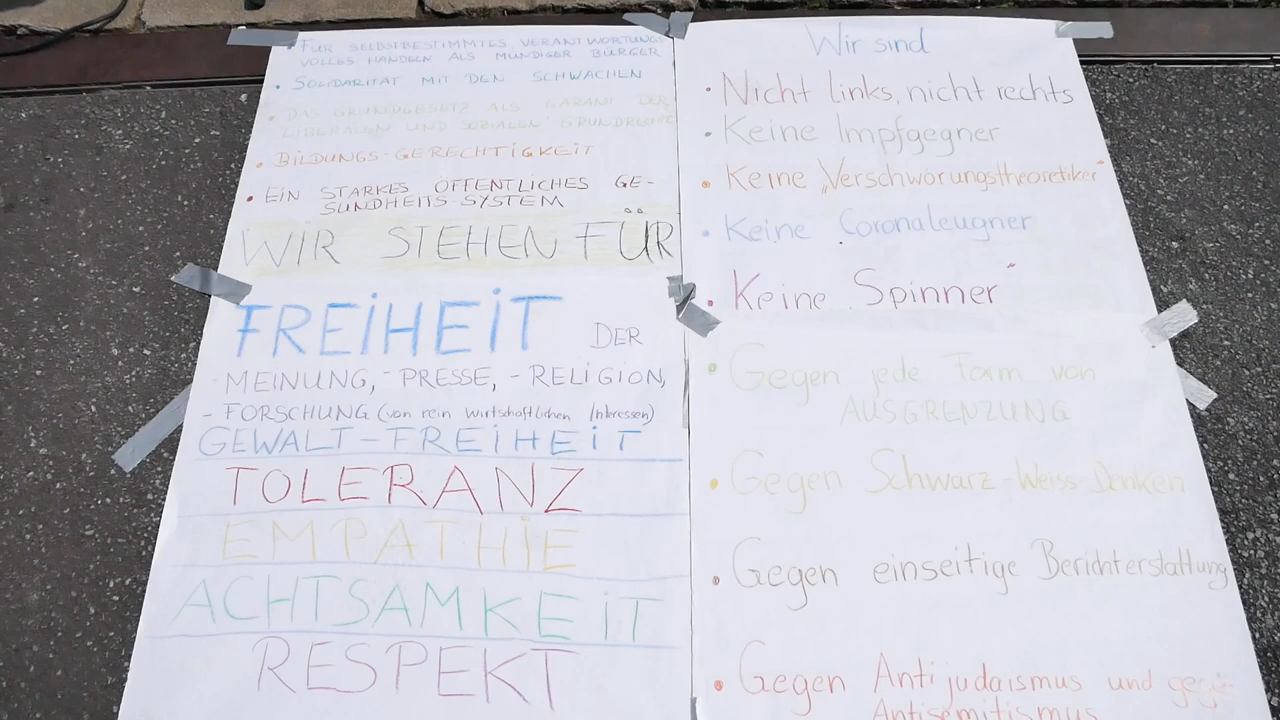 FÜR SELBSTBESTIMMTES, VERANTWORTUNGS
VOLLES HANDELN ALS MÜNDIGER BÜRGER
• SOLIDARITÄT MIT DEN SCHWACHEN
• DAS GRUNDGESETZ ALS GARANT DER
LIBERALEN UND SOZIALEN GRUNDRECHTE
• BILDUNGS-GERECHTIGKEIT
• EIN STARKES ÖFFENTLICHES GE-
SUNDHEITS-SYSTEM
WIR STEHEN FÜR
FREIHEIT DER
- MEINUNG, - PRESSE, - RELIGION,
- FORSCHUNG (von rein wirtschaftlichen Interessen)
GEWALT-FREIHEIT
TOLERANZ
EMPATHIE
ACHTSAMKEIT
RESPEKT
Wir sind
• Nicht links, nicht rechts
• Keine Impfgegner
• Keine „Verschwörungstheoretiker"
• Keine Coronaleugner
• Keine Spinner"
• Gegen jede Form von
AUSGRENZUNG
• Gegen Schwarz-Weiss-Denken
• Gegen einseitige Berichterstattung
• Gegen Antijudaismus und gegen
Antisemitismus